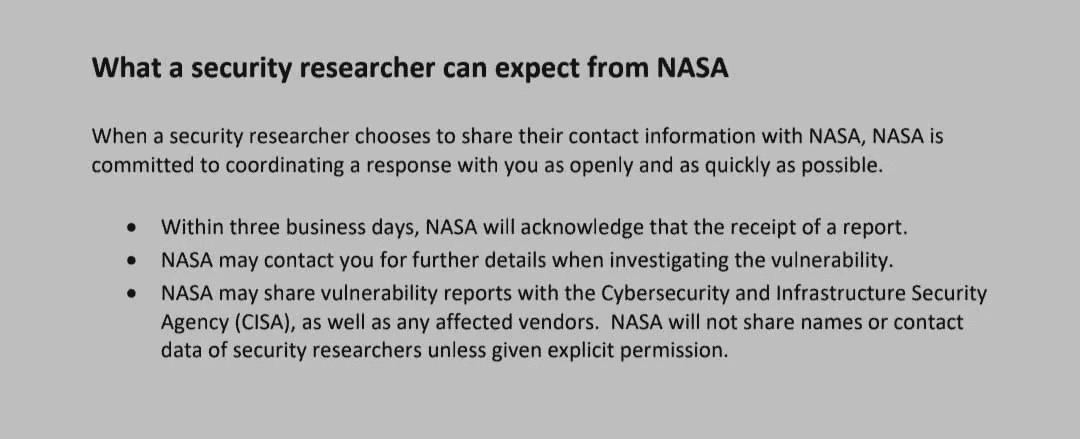 What a security researcher can expect from NASA
When a security researcher chooses to share their contact information with NASA, NASA is
committed to coordinating a response with you as openly and as quickly as possible.
• Within three business days, NASA will acknowledge that the receipt of a report.
• NASA may contact you for further details when investigating the vulnerability.
• NASA may share vulnerability reports with the Cybersecurity and Infrastructure Security
Agency (CISA), as well as any affected vendors.  NASA will not share names or contact
data of security researchers unless given explicit permission.